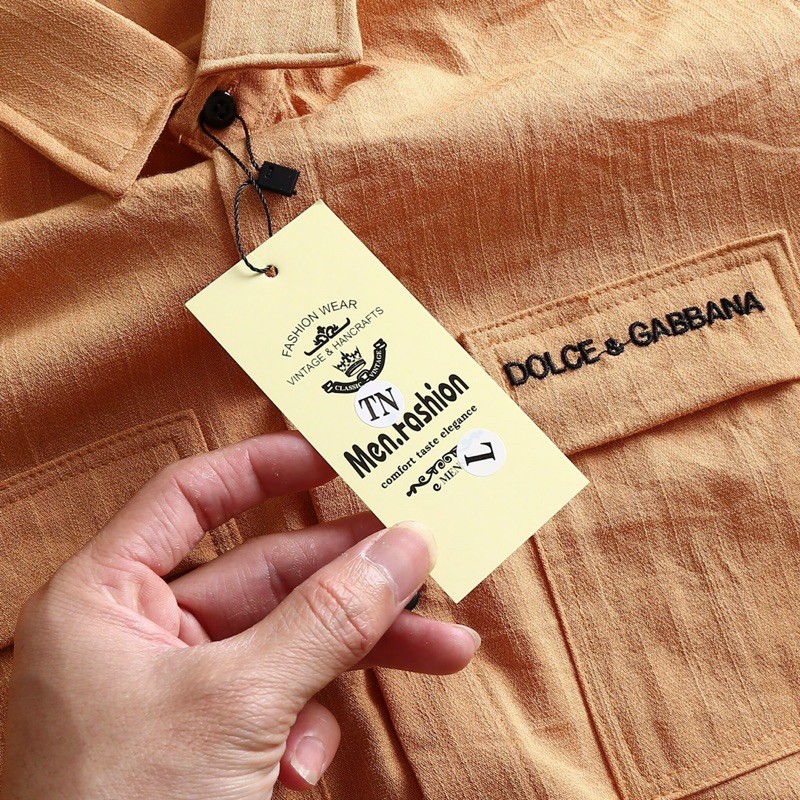 FASHION WEAR
VINTAGE & HANCRAFTS
CLASSIC VINTAGE
TN
Men.Fashion
comfort taste elegance
L
MEN
DOLCE & GABBANA